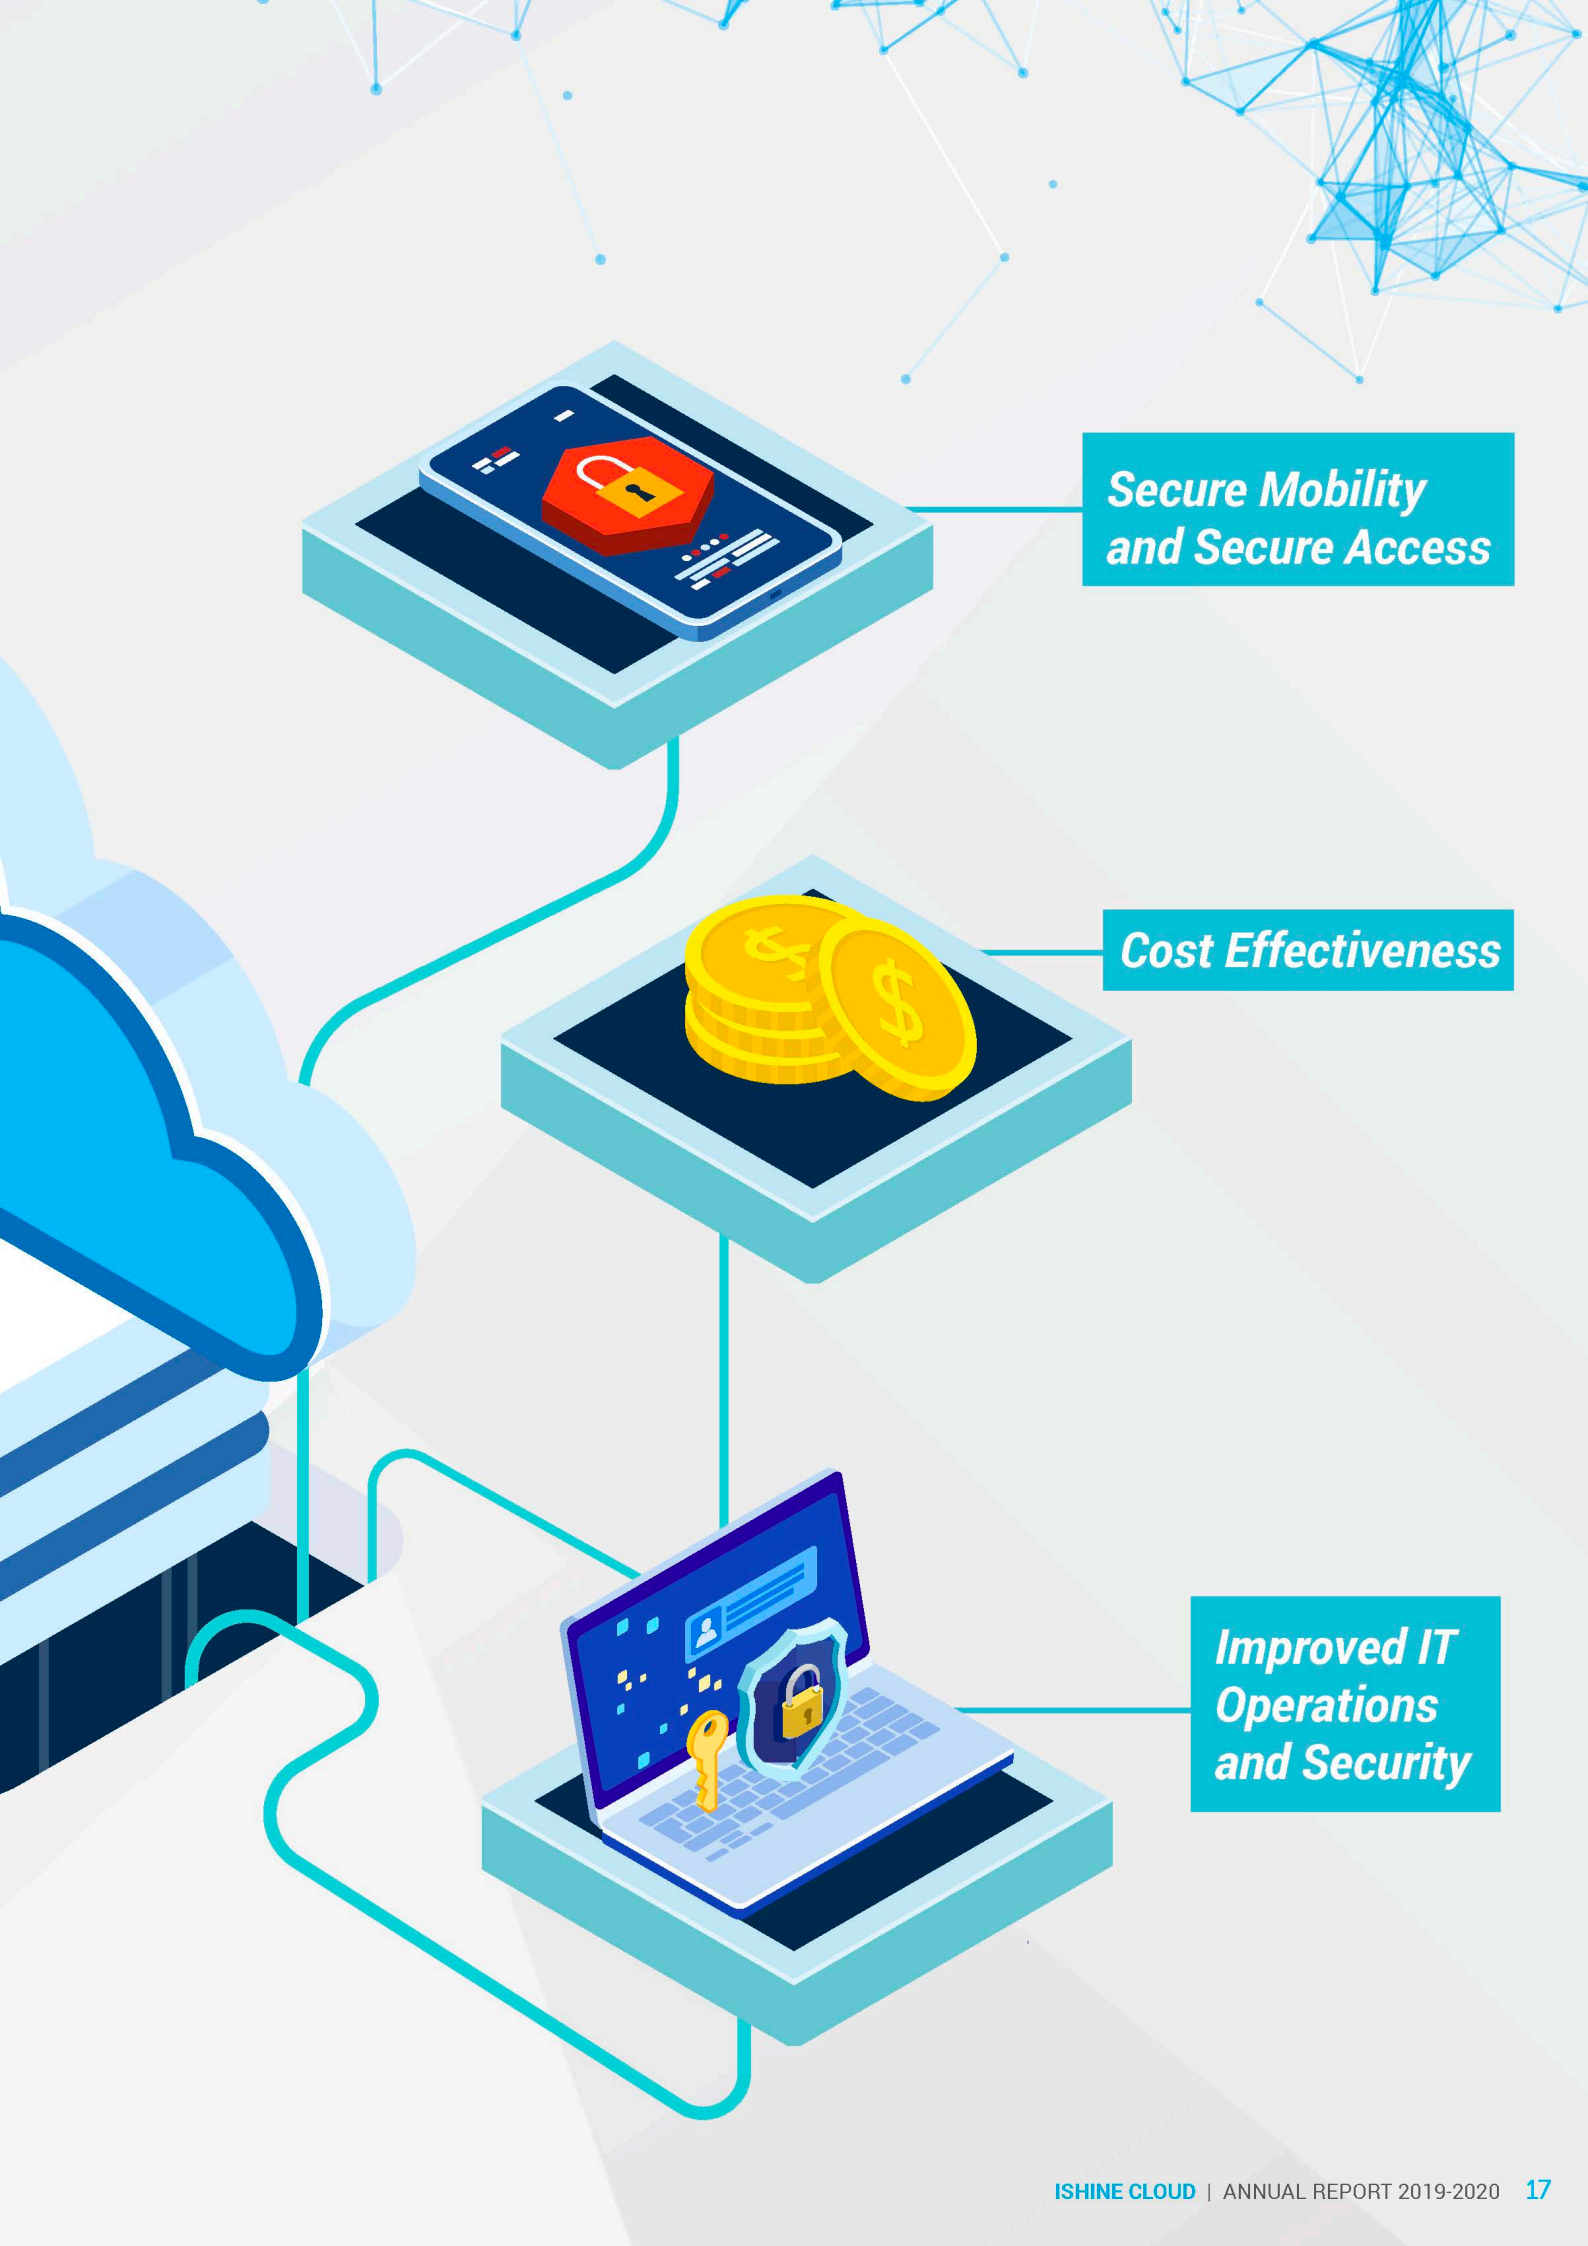 Secure Mobility
and Secure Access
Cost Effectiveness
Improved IT
Operations
and Security
ISHINE CLOUD | ANNUAL REPORT 2019-2020 17